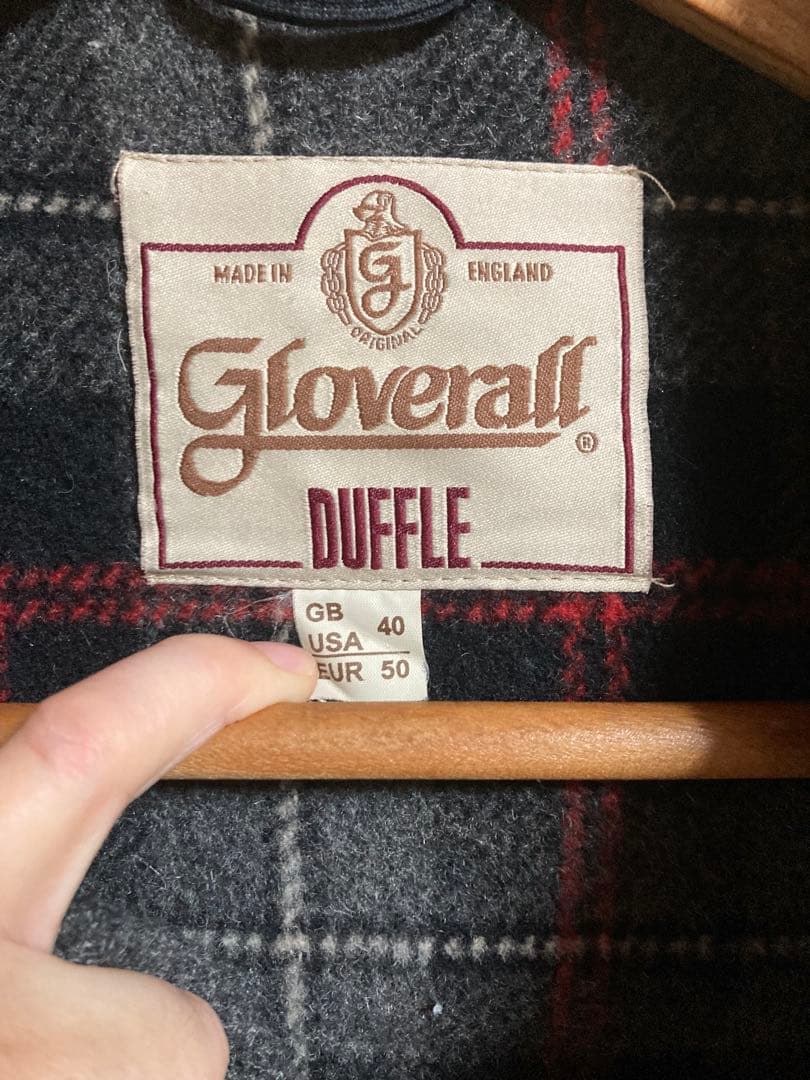 G
MADE IN ENGLAND
ORIGINAL
Gloverall ®
DUFFLE
GB
USA 40
EUR 50